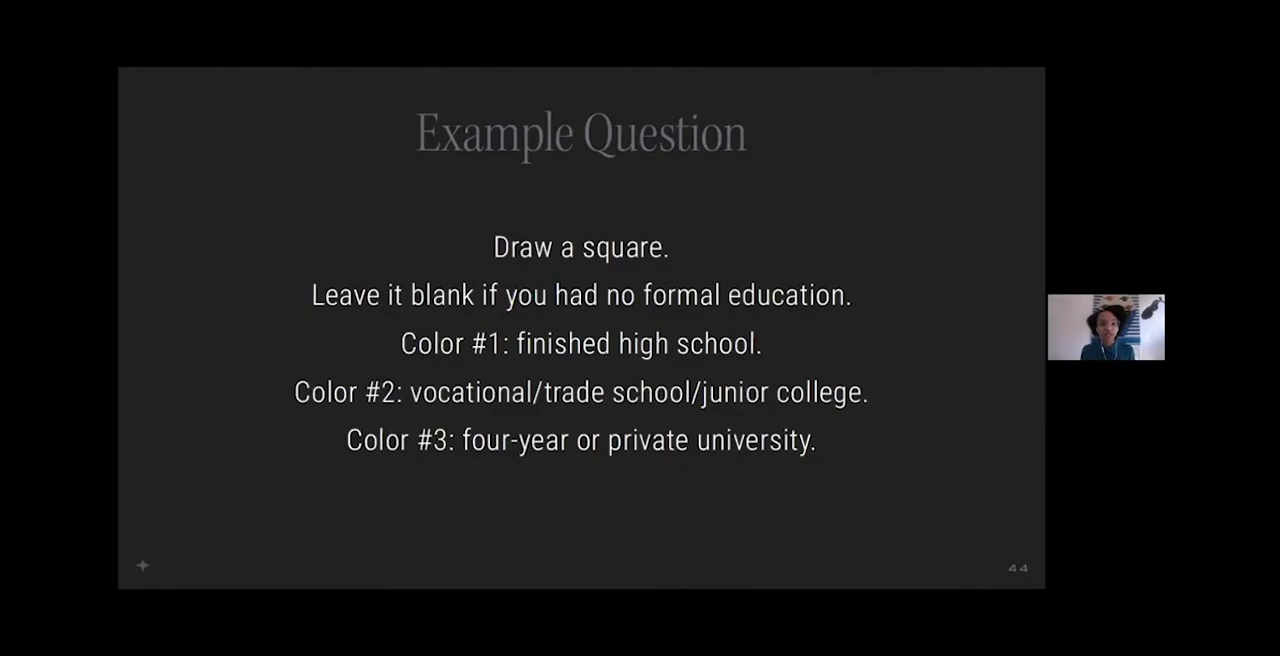 Example Question
Draw a square.
Leave it blank if you had no formal education.
Color #1: finished high school.
Color #2: vocational/trade school/junior college.
Color #3: four-year or private university.
44